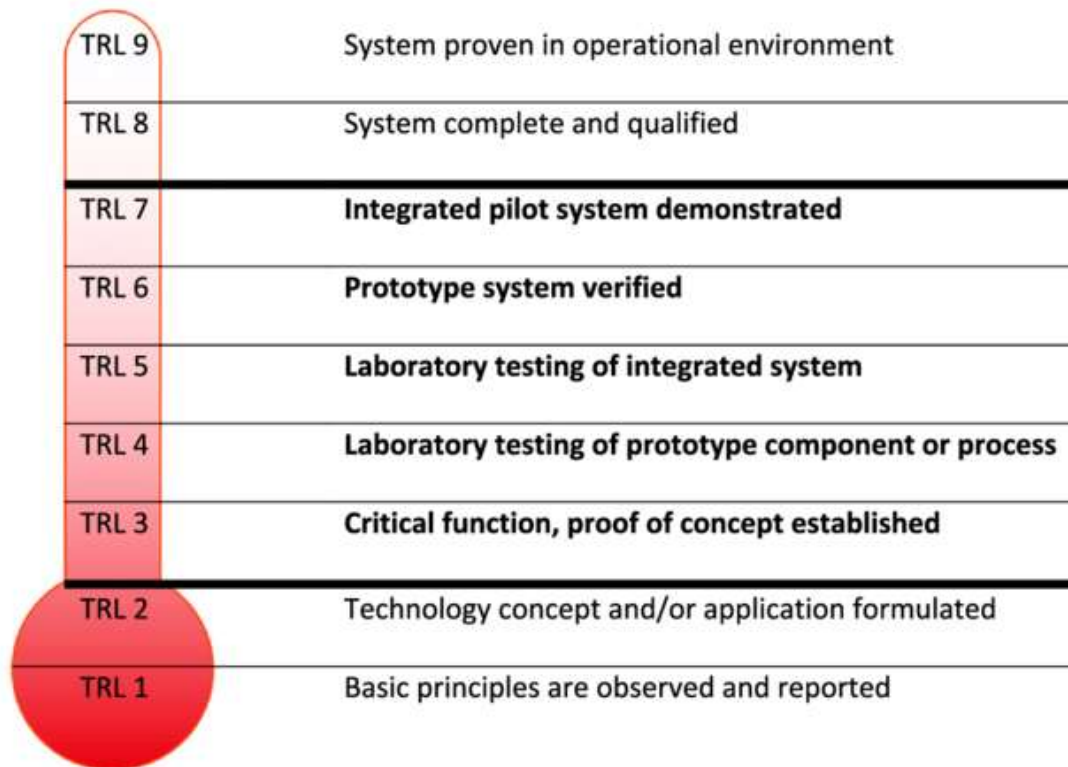 TRL 9 System proven in operational environment
TRL 8 System complete and qualified
TRL 7 Integrated pilot system demonstrated
TRL 6 Prototype system verified
TRL 5 Laboratory testing of integrated system
TRL 4 Laboratory testing of prototype component or process
TRL 3 Critical function, proof of concept established
TRL 2 Technology concept and/or application formulated
TRL 1 Basic principles are observed and reported